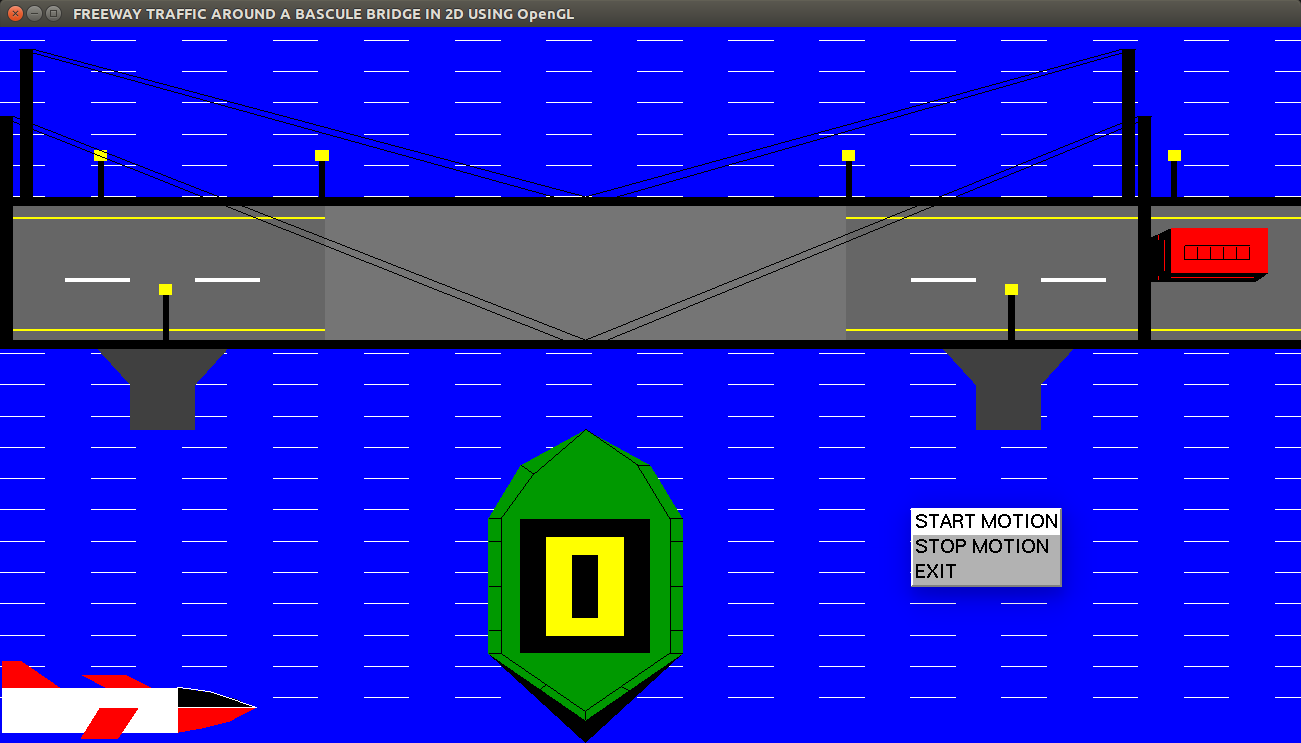 FREEWAY TRAFFIC AROUND A BASCULE BRIDGE IN 2D USING OpenGL
START MOTION
STOP MOTION
EXIT